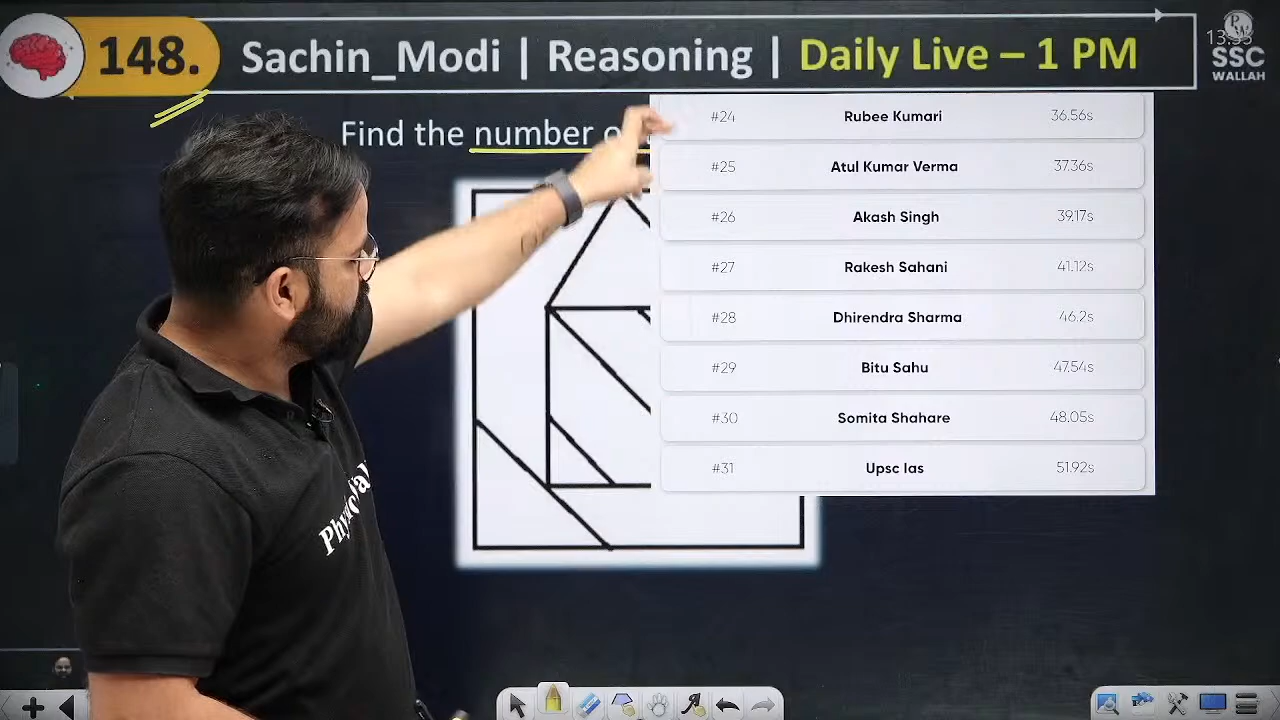 148. Sachin_Modi | Reasoning | Daily Live – 1 PM
PW
SSC
WALLAH
Find the number
#24 Rubee Kumari 36.56s
#25 Atul Kumar Verma 37.36s
#26 Akash Singh 39.17s
#27 Rakesh Sahani 41.12s
#28 Dhirendra Sharma 46.2s
#29 Bitu Sahu 47.54s
#30 Somita Shahare 48.05s
#31 Upsc Ias 51.92s